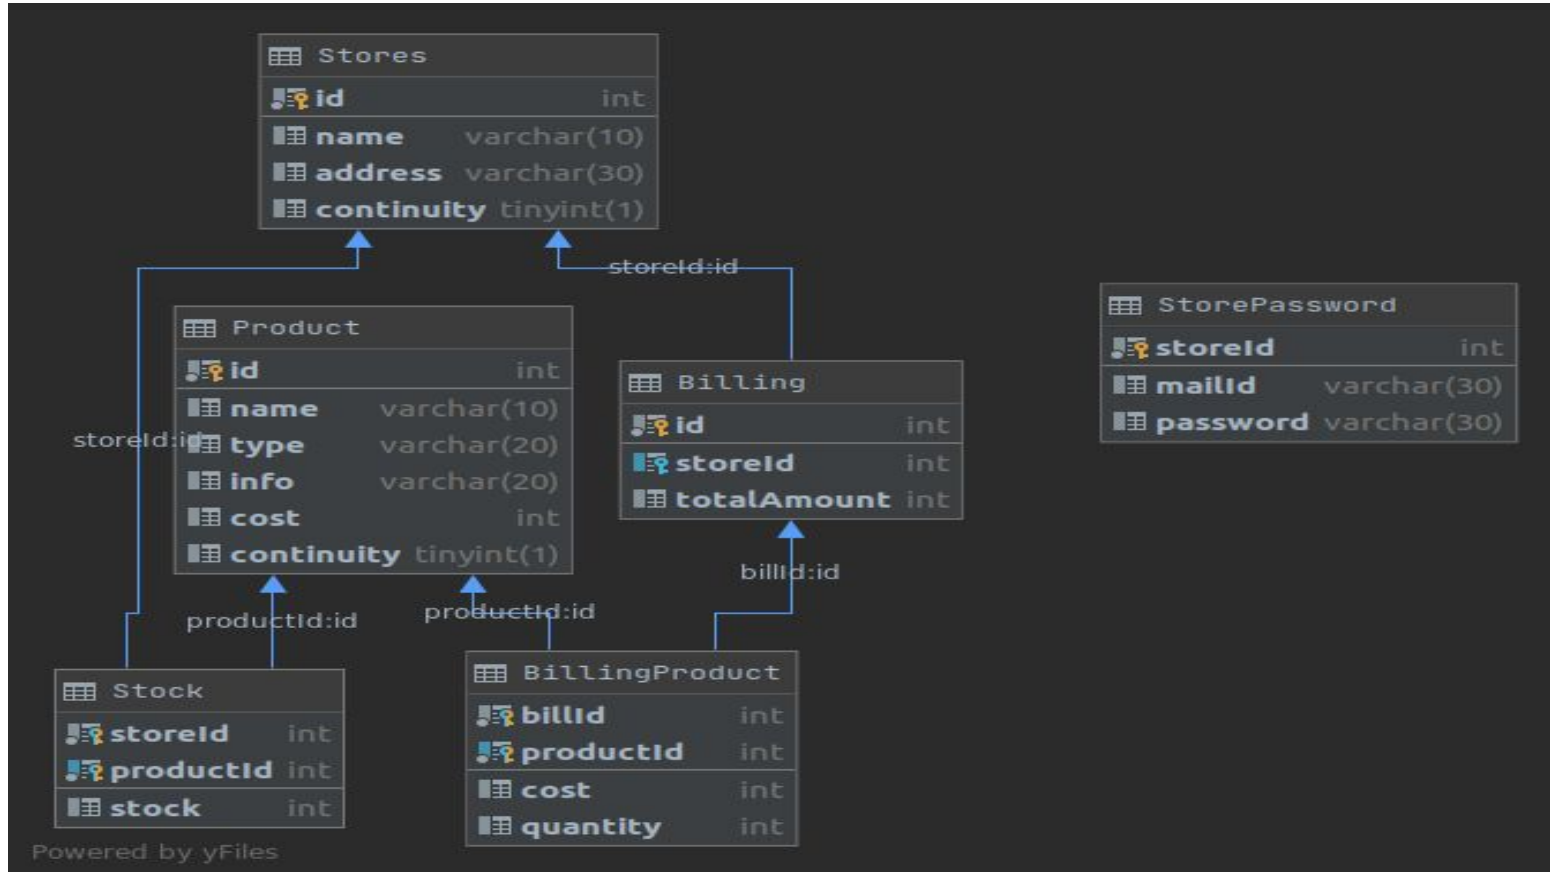 Stores
id int
name varchar(10)
address varchar(30)
continuity tinyint(1)
storeId:id
StorePassword
storeId int
mailId varchar(30)
password varchar(30)
Product
id int
name varchar(10)
type varchar(20)
info varchar(20)
cost int
continuity tinyint(1)
storeId:id
Billing
id int
storeId int
totalAmount int
billId:id
productId:id
productId:id
Stock
storeId int
productId int
stock int
BillingProduct
billId int
productId int
cost int
quantity int
Powered by yFiles